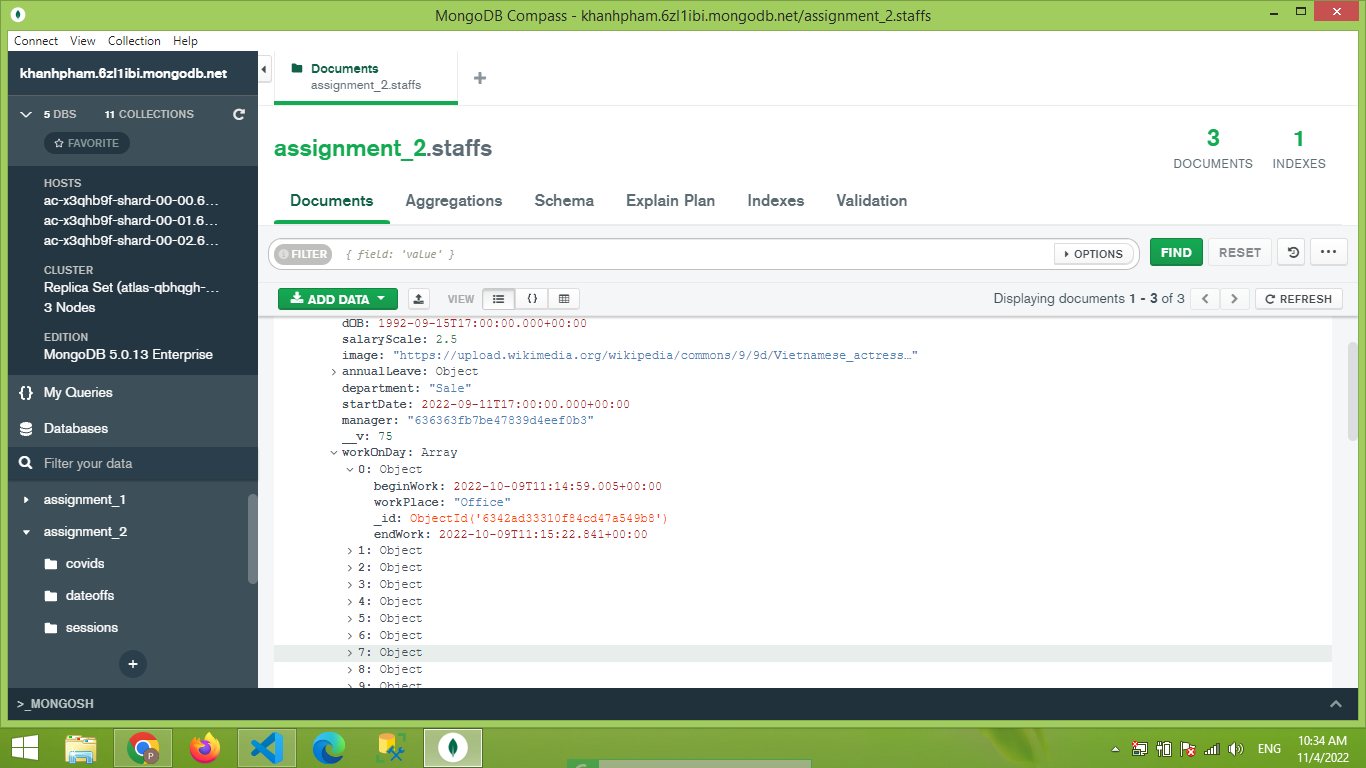 MongoDB Compass - khanhpham.6zl1ibi.mongodb.net/assignment_2.staffs
Connect View Collection Help
khanhpham.6zl1ibi.mongodb.net
5 DBS 11 COLLECTIONS
FAVORITE
HOSTS
ac-x3qhb9f-shard-00-00.6...
ac-x3qhb9f-shard-00-01.6...
ac-x3qhb9f-shard-00-02.6...
CLUSTER
Replica Set (atlas-qbhqgh-...
3 Nodes
EDITION
MongoDB 5.0.13 Enterprise
{} My Queries
Databases
Filter your data
assignment_1
assignment_2
covids
dateoffs
sessions
+
Documents
assignment_2.staffs
+
assignment_2.staffs
3
DOCUMENTS
1
INDEXES
Documents Aggregations Schema Explain Plan Indexes Validation
FILTER { field: 'value' } OPTIONS FIND RESET ...
ADD DATA VIEW {} Displaying documents 1 - 3 of 3 < > REFRESH
dOB: 1992-09-15T17:00:00.000+00:00
salaryScale: 2.5
image: "https://upload.wikimedia.org/wikipedia/commons/9/9d/Vietnamese_actress…"
> annualLeave: Object
department: "Sale"
startDate: 2022-09-11T17:00:00.000+00:00
manager: "636363fb7be47839d4eef0b3"
__v: 75
workOnDay: Array
0: Object
beginWork: 2022-10-09T11:14:59.005+00:00
workPlace: "Office"
_id: ObjectId('6342ad33310f84cd47a549b8')
endWork: 2022-10-09T11:15:22.841+00:00
> 1: Object
> 2: Object
> 3: Object
> 4: Object
> 5: Object
> 6: Object
> 7: Object
> 8: Object
> 9: Object
>_MONGOSH
ENG
10:34 AM
11/4/2022